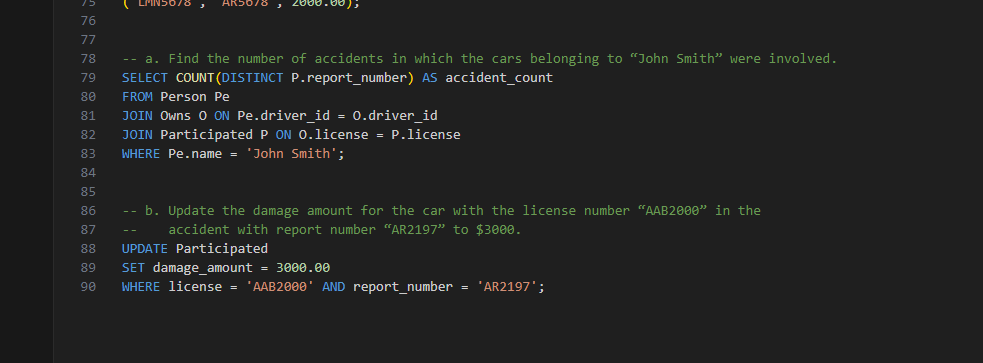 75 ('LMN5678', 'AR5678', 2000.00);
76
77
78 -- a. Find the number of accidents in which the cars belonging to “John Smith” were involved.
79 SELECT COUNT(DISTINCT P.report_number) AS accident_count
80 FROM Person Pe
81 JOIN Owns O ON Pe.driver_id = O.driver_id
82 JOIN Participated P ON O.license = P.license
83 WHERE Pe.name = 'John Smith';
84
85
86 -- b. Update the damage amount for the car with the license number “AAB2000” in the
87 --    accident with report number “AR2197” to $3000.
88 UPDATE Participated
89 SET damage_amount = 3000.00
90 WHERE license = 'AAB2000' AND report_number = 'AR2197';